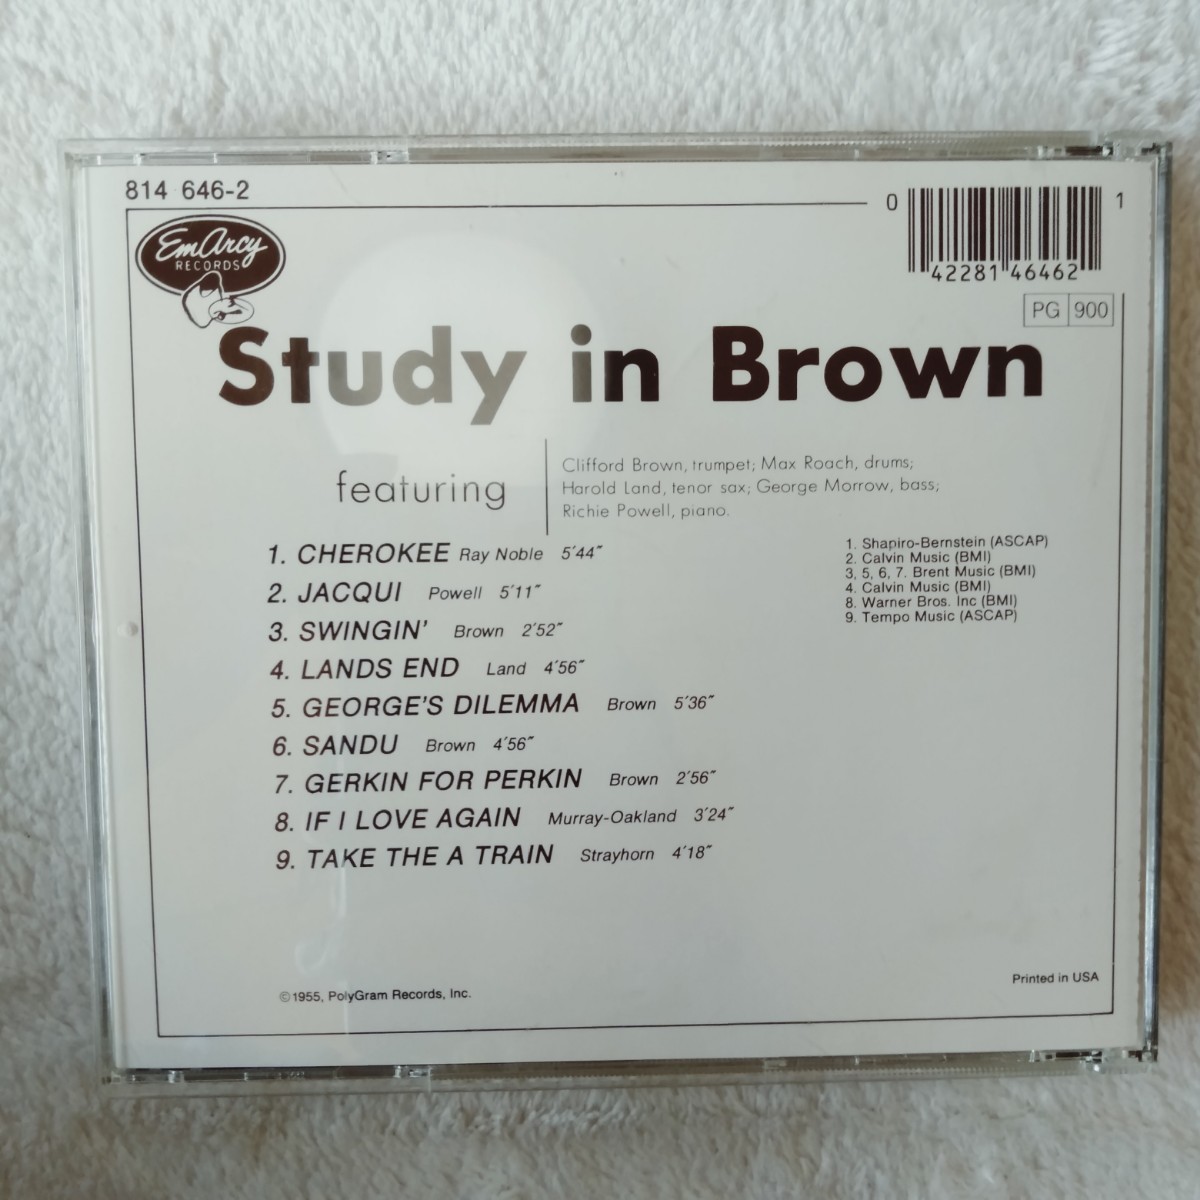 814 646-2
EmArcy
RECORDS
0 42281 46462 1
PG 900
Study in Brown
featuring
Clifford Brown, trumpet; Max Roach, drums;
Harold Land, tenor sax; George Morrow, bass;
Richie Powell, piano.
1. CHEROKEE Ray Noble 5′44″
2. JACQUI Powell 5′11″
3. SWINGIN' Brown 2′52″
4. LANDS END Land 4′56″
5. GEORGE'S DILEMMA Brown 5′36″
6. SANDU Brown 4′56″
7. GERKIN FOR PERKIN Brown 2′56″
8. IF I LOVE AGAIN Murray-Oakland 3′24″
9. TAKE THE A TRAIN Strayhorn 4′18″
1. Shapiro-Bernstein (ASCAP)
2. Calvin Music (BMI)
3, 5, 6, 7. Brent Music (BMI)
4. Calvin Music (BMI)
8. Warner Bros. Inc (BMI)
9. Tempo Music (ASCAP)
©1955, PolyGram Records, Inc.
Printed in USA